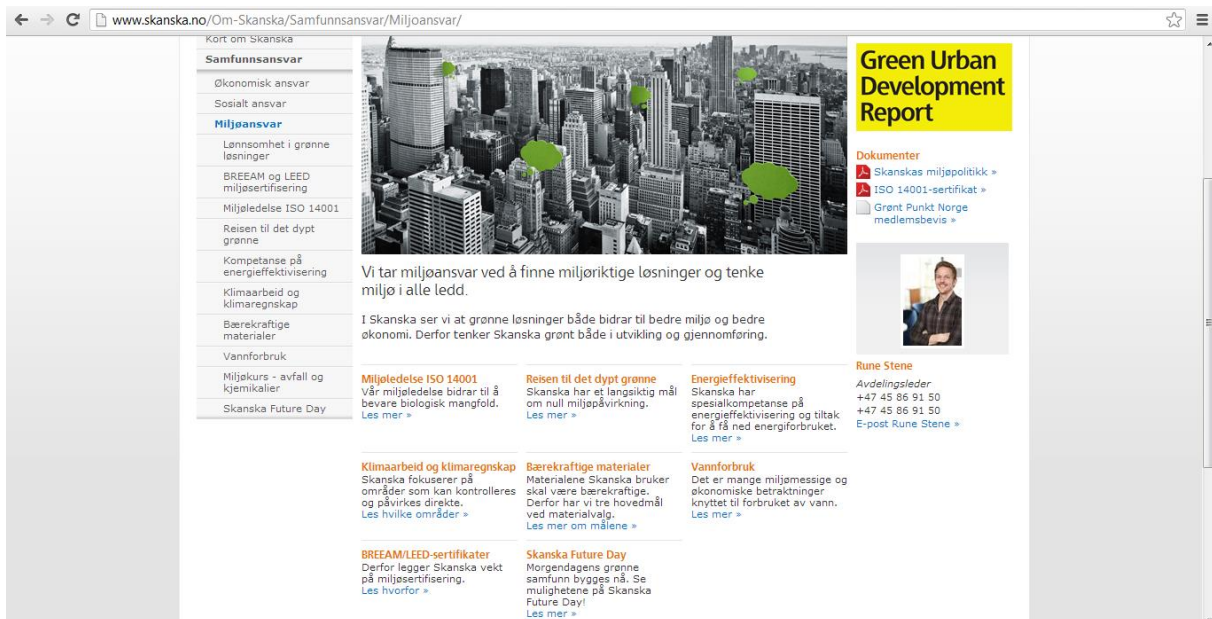 www.skanska.no/Om-Skanska/Samfunnsansvar/Miljoansvar/
Kort om Skanska
Samfunnsansvar
Økonomisk ansvar
Sosialt ansvar
Miljøansvar
Lønnsomhet i grønne
løsninger
BREEAM og LEED
miljøsertifisering
Miljøledelse ISO 14001
Reisen til det dypt
grønne
Kompetanse på
energieffektivisering
Klimaarbeid og
klimaregnskap
Bærekraftige
materialer
Vannforbruk
Miljøkurs - avfall og
kjemikalier
Skanska Future Day
Vi tar miljøansvar ved å finne miljøriktige løsninger og tenke
miljø i alle ledd.
I Skanska ser vi at grønne løsninger både bidrar til bedre miljø og bedre
økonomi. Derfor tenker Skanska grønt både i utvikling og gjennomføring.
Miljøledelse ISO 14001
Vår miljøledelse bidrar til å
bevare biologisk mangfold.
Les mer »
Reisen til det dypt grønne
Skanska har et langsiktig mål
om null miljøpåvirkning.
Les mer »
Energieffektivisering
Skanska har
spesialkompetanse på
energieffektivisering og tiltak
for å få ned energiforbruket.
Les mer »
Klimaarbeid og klimaregnskap
Skanska fokuserer på
områder som kan kontrolleres
og påvirkes direkte.
Les hvilke områder »
Bærekraftige materialer
Materialene Skanska bruker
skal være bærekraftige.
Derfor har vi tre hovedmål
ved materialvalg.
Les mer om målene »
Vannforbruk
Det er mange miljømessige og
økonomiske betraktninger
knyttet til forbruket av vann.
Les mer »
BREEAM/LEED-sertifikater
Derfor legger Skanska vekt
på miljøsertifisering.
Les hvorfor »
Skanska Future Day
Morgendagens grønne
samfunn bygges nå. Se
mulighetene på Skanska
Future Day!
Les mer »
Green Urban
Development
Report
Dokumenter
Skanskas miljøpolitikk »
ISO 14001-sertifikat »
Grønt Punkt Norge
medlemsbevis »
Rune Stene
Avdelingsleder
+47 45 86 91 50
+47 45 86 91 50
E-post Rune Stene »